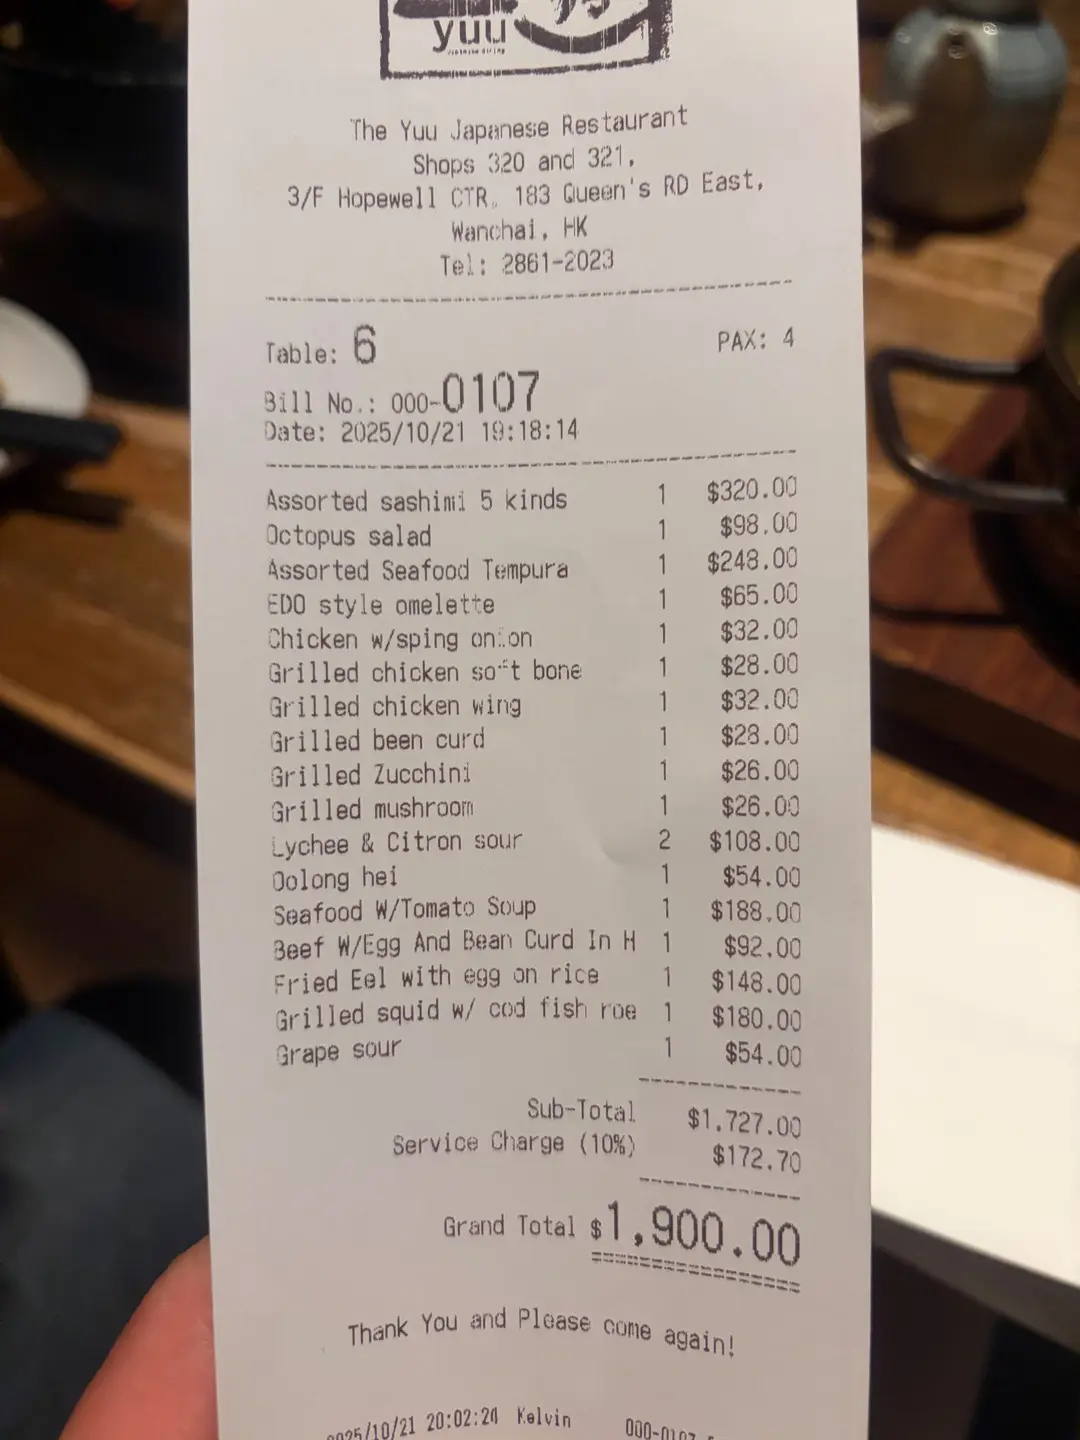 yuu
The Yuu Japanese Restaurant
Shops 320 and 321,
3/F Hopewell CTR, 183 Queen's RD East,
Wanchai, HK
Tel: 2861-2023
Table: 6 PAX: 4
Bill No.: 000-0107
Date: 2025/10/21 19:18:14
Assorted sashimi 5 kinds 1 $320.00
Octopus salad 1 $98.00
Assorted Seafood Tempura 1 $248.00
EDO style omelette 1 $65.00
Chicken w/sping onion 1 $32.00
Grilled chicken soft bone 1 $28.00
Grilled chicken wing 1 $32.00
Grilled been curd 1 $28.00
Grilled Zucchini 1 $26.00
Grilled mushroom 1 $26.00
Lychee & Citron sour 2 $108.00
Oolong hei 1 $54.00
Seafood W/Tomato Soup 1 $188.00
Beef W/Egg And Bean Curd In H 1 $92.00
Fried Eel with egg on rice 1 $148.00
Grilled squid w/ cod fish roe 1 $180.00
Grape sour 1 $54.00
Sub-Total $1,727.00
Service Charge (10%) $172.70
Grand Total $1,900.00
Thank You and Please come again!
2025/10/21 20:02:24 Kelvin 000-0107